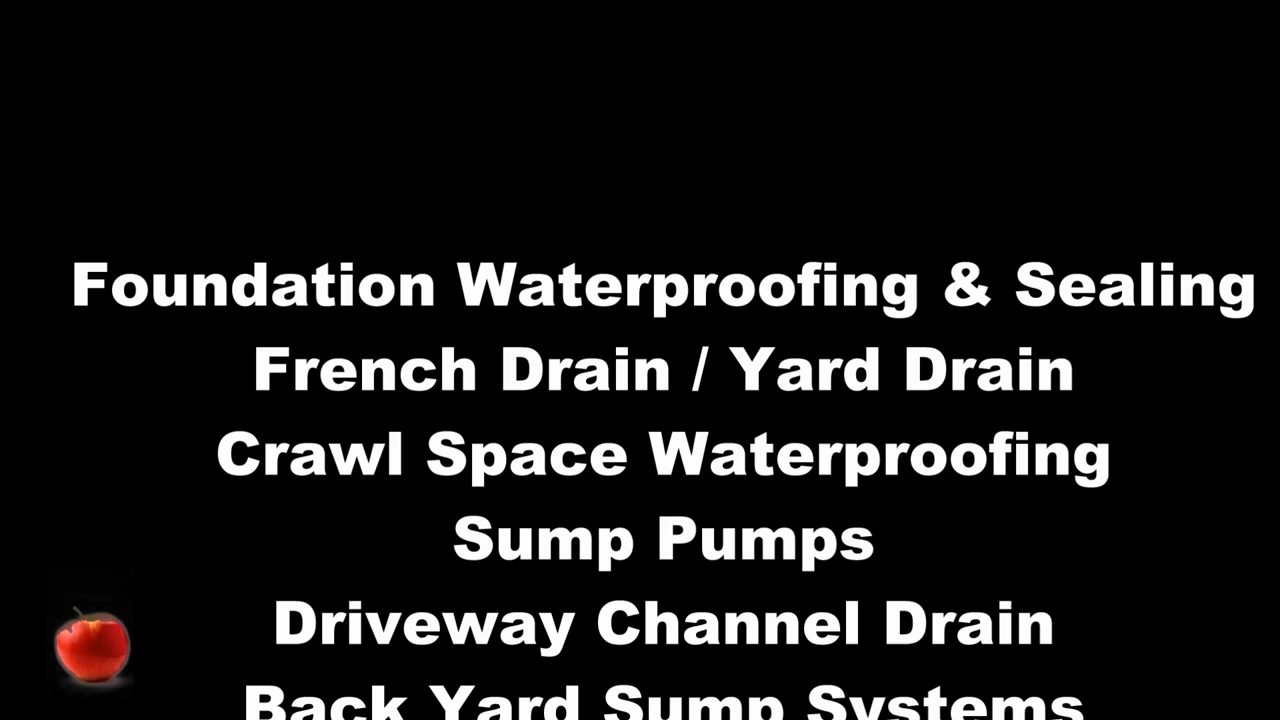 Foundation Waterproofing & Sealing
French Drain / Yard Drain
Crawl Space Waterproofing
Sump Pumps
Driveway Channel Drain
Back Yard Sump Systems